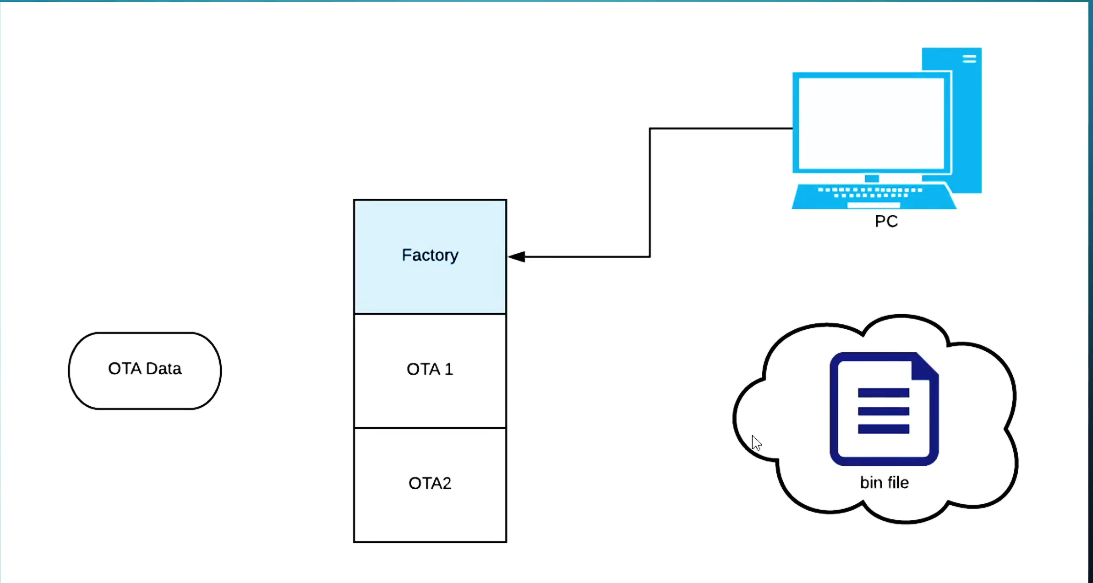 PC
Factory
OTA Data
OTA 1
OTA2
bin file